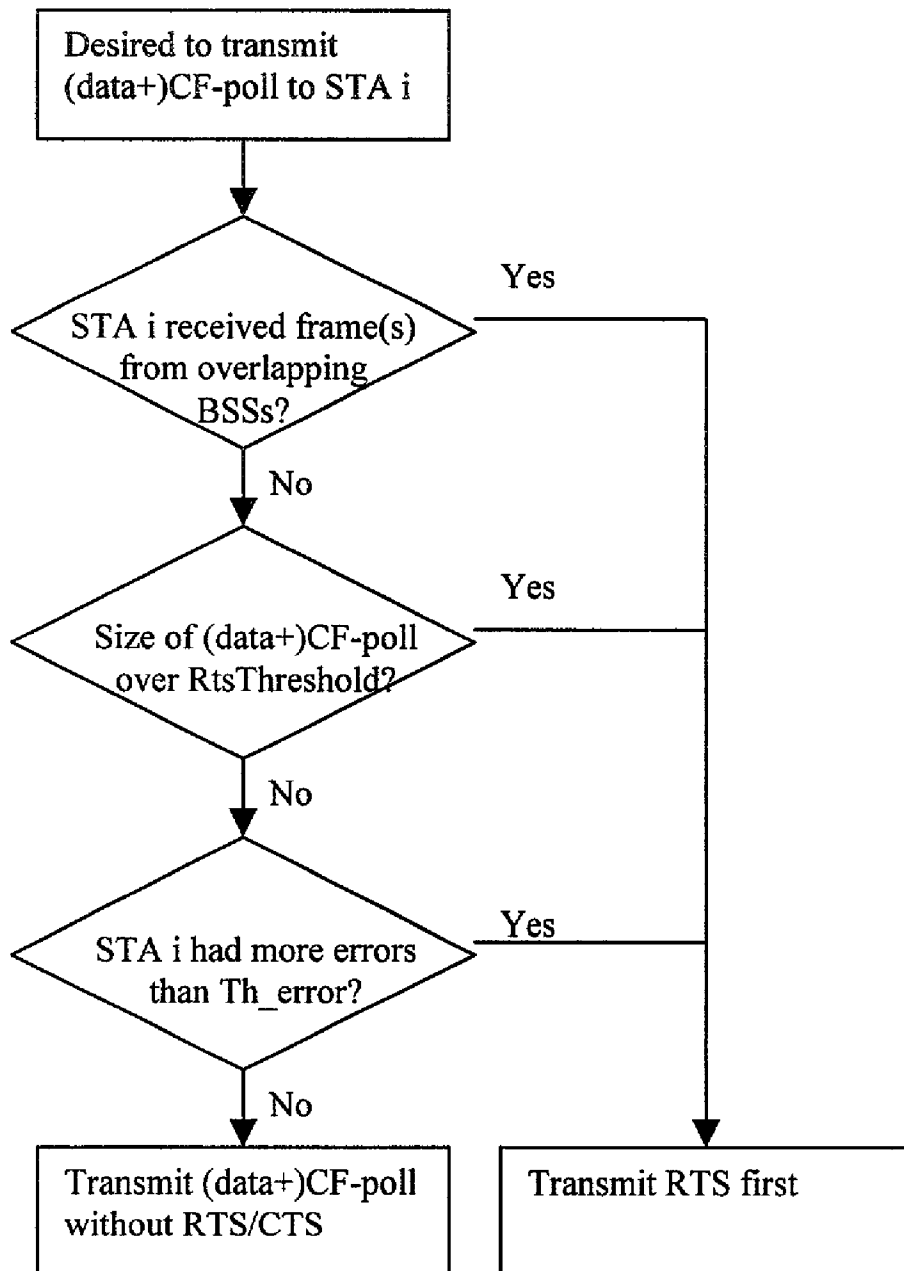 Desired to transmit
(data+)CF-poll to STA i
Yes
STA i received frame(s)
from overlapping
BSSs?
No
Yes
Size of (data+)CF-poll
over RtsThreshold?
No
Yes
STA i had more errors
than Th_error?
No
Transmit (data+)CF-poll
without RTS/CTS
Transmit RTS first